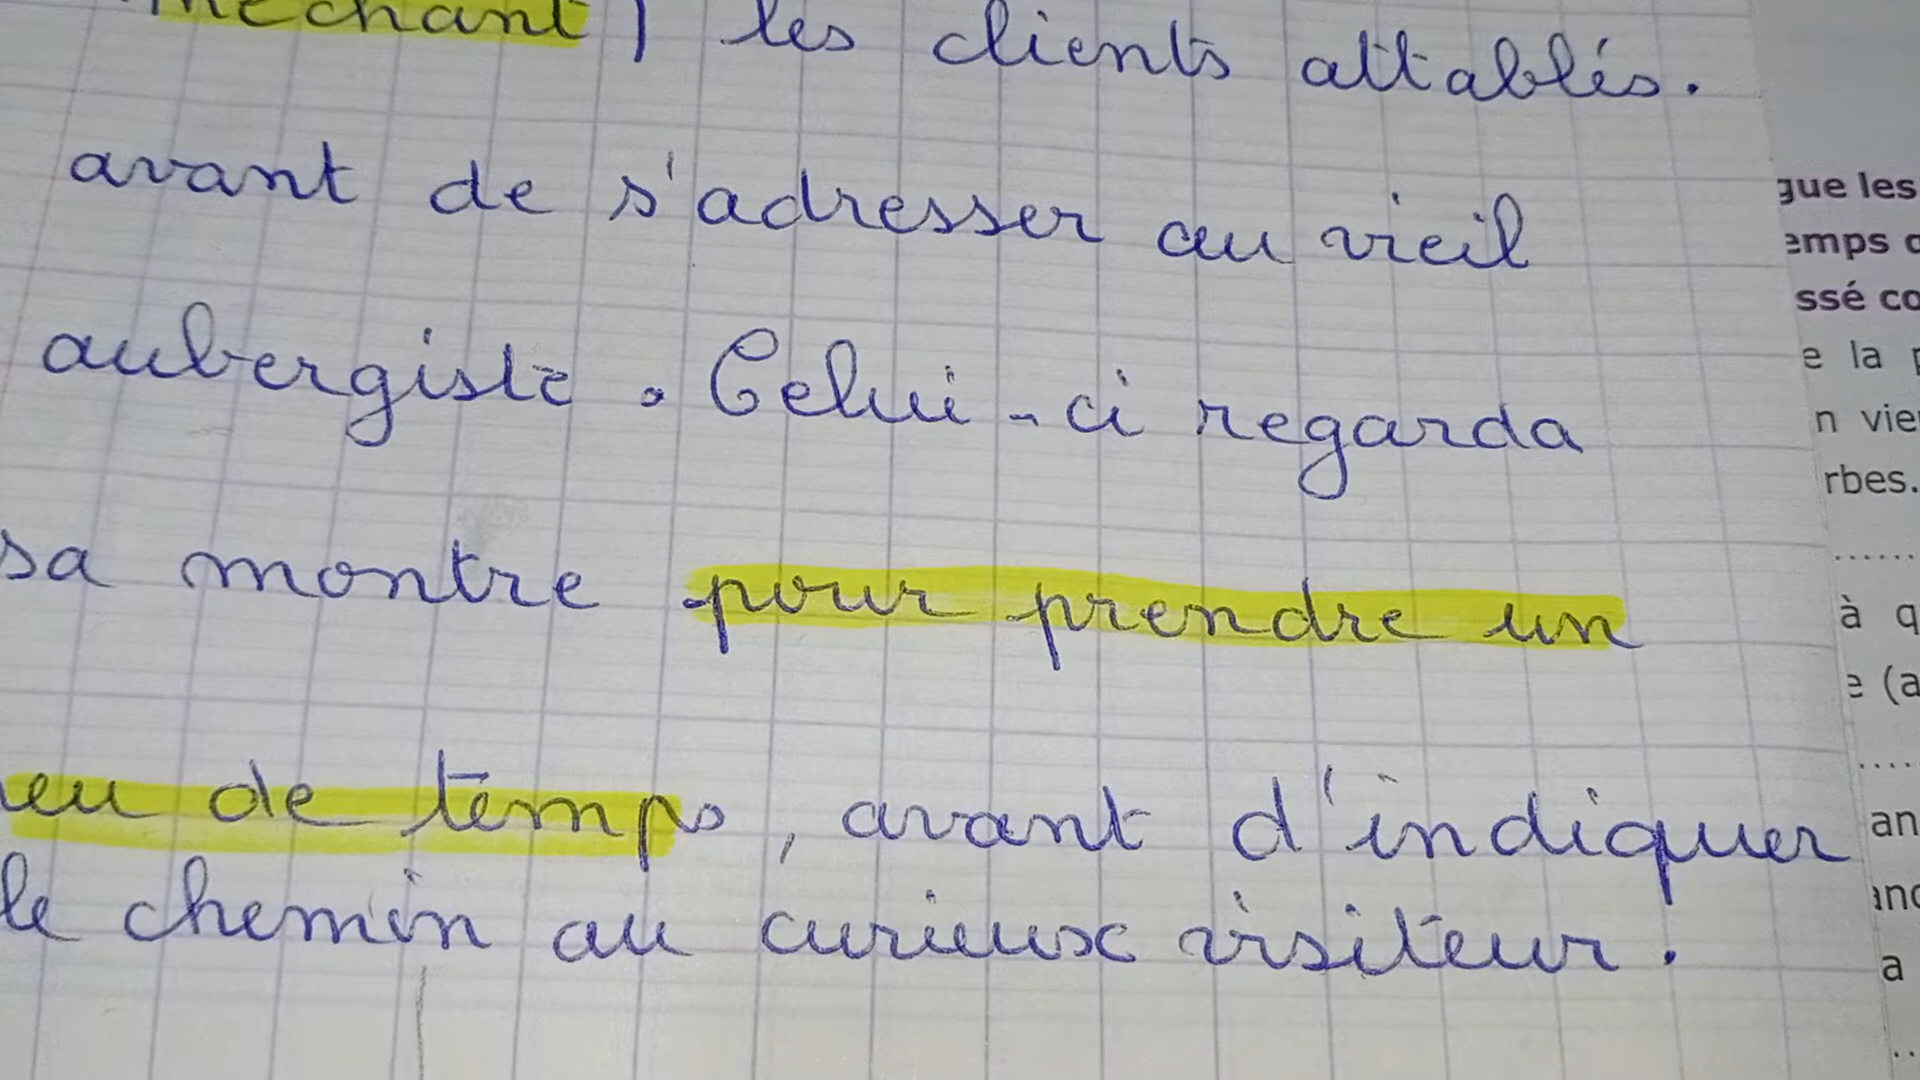 méchant) les clients attablés.
avant de s'adresser au vieil
aubergiste. Celui-ci regarda
sa montre pour prendre un
eu de temps, avant d'indiquer
le chemin au curieux visiteur.
gue les
emps
ssé co
e la
n vie
rbes.
à q
e (a
an
a